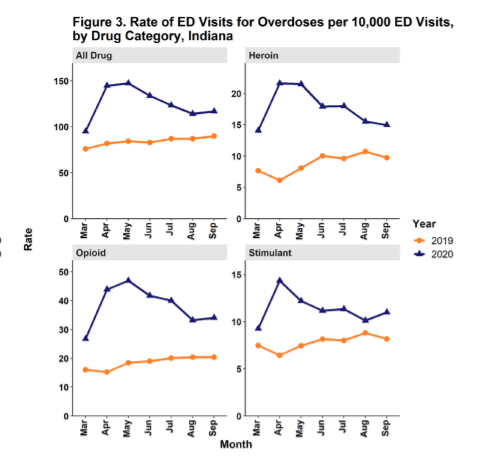 Figure 3. Rate of ED Visits for Overdoses per 10,000 ED Visits,
by Drug Category, Indiana
All Drug
150
100
50
0
Mar Apr May Jun Jul Aug Sep
Heroin
20
15
10
5
0
Mar Apr May Jun Jul Aug Sep
Rate
Year
2019
2020
Opioid
50
40
30
20
10
0
Mar Apr May Jun Jul Aug Sep
Stimulant
15
10
5
0
Mar Apr May Jun Jul Aug Sep
Month